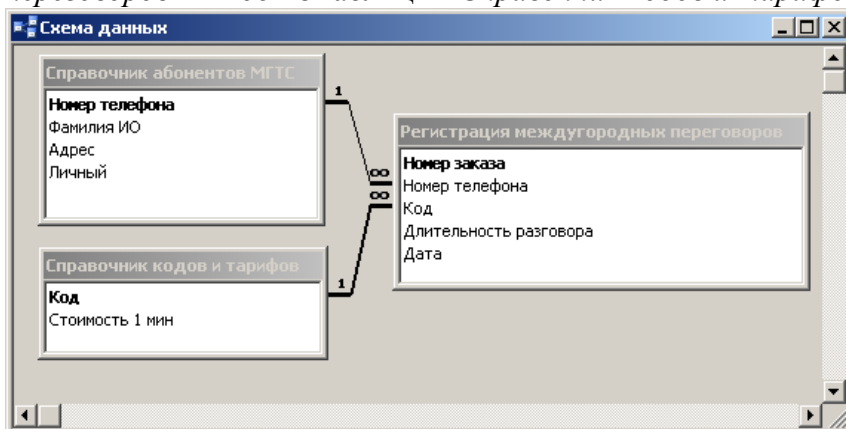 Схема данных
Справочник абонентов МГТС
Номер телефона
Фамилия ИО
Адрес
Личный
1
∞
∞
Регистрация междугородных переговоров
Номер заказа
Номер телефона
Код
Длительность разговора
Дата
Справочник кодов и тарифов
Код
Стоимость 1 мин
1